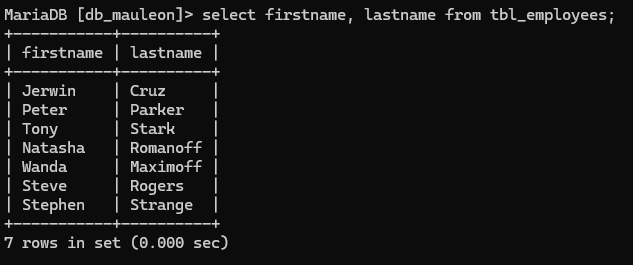 MariaDB [db_mauleon]> select firstname, lastname from tbl_employees;
+-----------+----------+
| firstname | lastname |
+-----------+----------+
| Jerwin    | Cruz     |
| Peter     | Parker   |
| Tony      | Stark    |
| Natasha   | Romanoff |
| Wanda     | Maximoff |
| Steve     | Rogers   |
| Stephen   | Strange  |
+-----------+----------+
7 rows in set (0.000 sec)